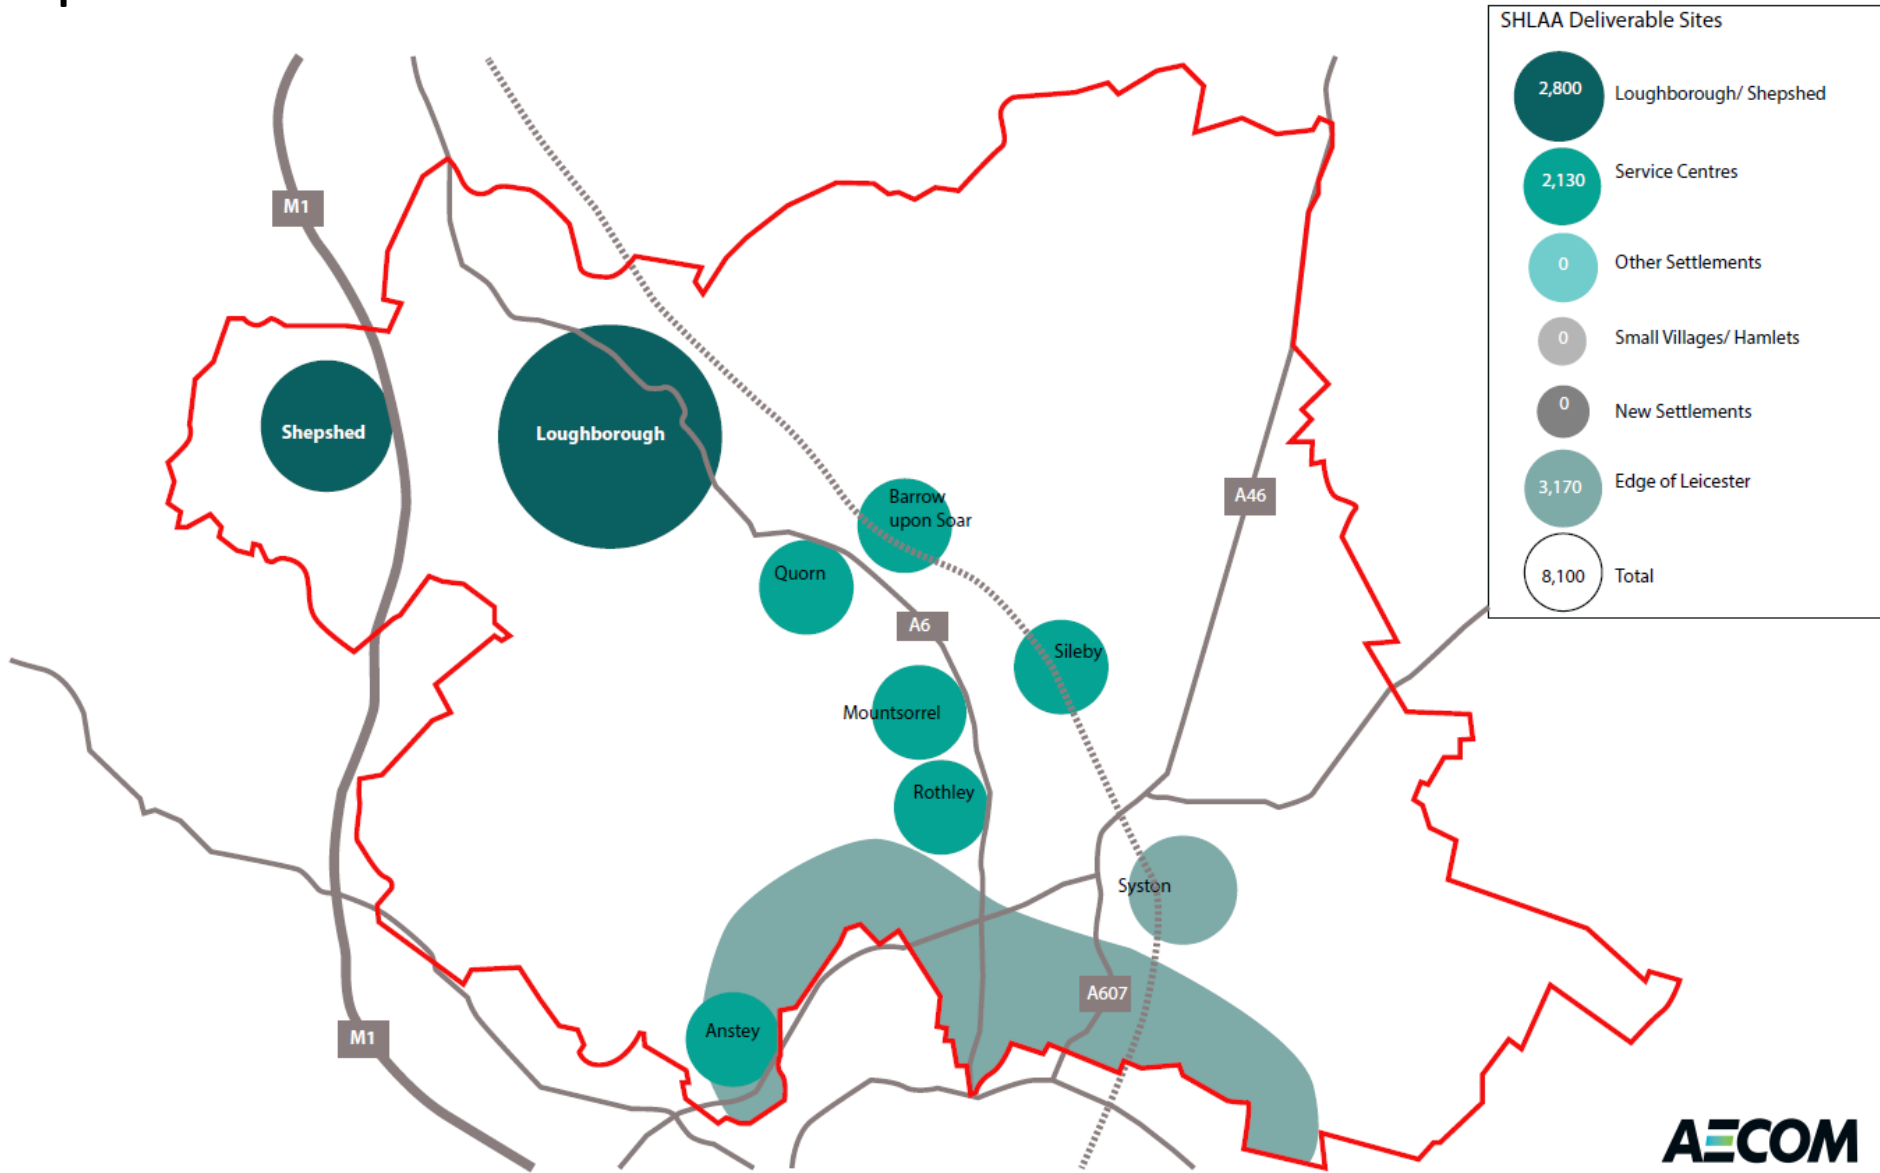 SHLAA Deliverable Sites
2,800
Loughborough/ Shepshed
2,130
Service Centres
0
Other Settlements
0
Small Villages/ Hamlets
0
New Settlements
3,170
Edge of Leicester
8,100
Total
M1
Shepshed
Loughborough
A46
Barrow
upon Soar
Quorn
A6
Sileby
Mountsorrel
Rothley
Syston
A607
Anstey
M1
AECOM